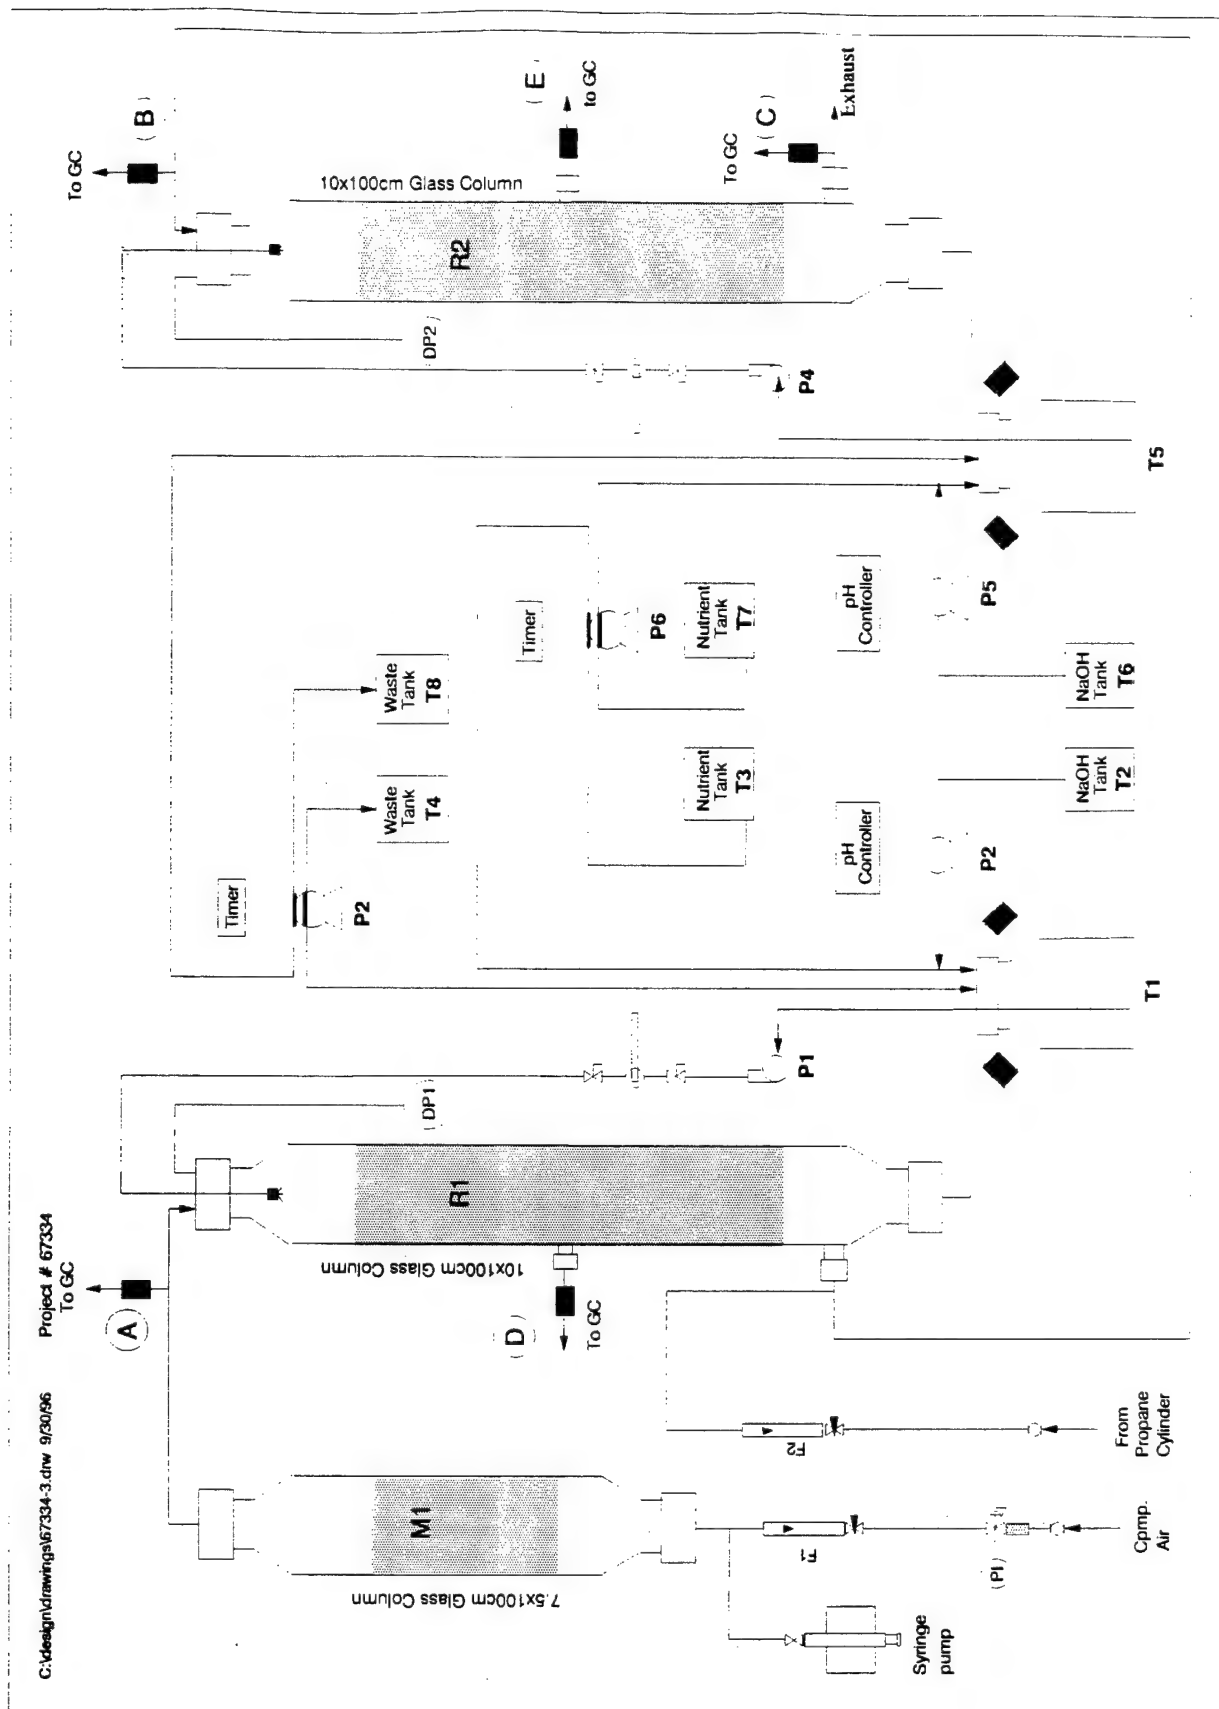 C:\design\drawings\67334-3.drw 9/30/96
Project # 67334
To GC
(A)
To GC
(B)
(E)
to GC
To GC
(C)
Exhaust
10x100cm Glass Column
R2
DP2
P4
Timer
P2
Waste
Tank
T4
Waste
Tank
T8
Timer
P6
Nutrient
Tank
T3
Nutrient
Tank
T7
pH
Controller
P2
pH
Controller
P5
NaOH
Tank
T2
NaOH
Tank
T6
T1
T5
(DP1)
P1
R1
10x100cm Glass Column
(D)
To GC
M1
7.5x100cm Glass Column
F2
From
Propane
Cylinder
F1
(PI)
Cpmp.
Air
Syringe
pump